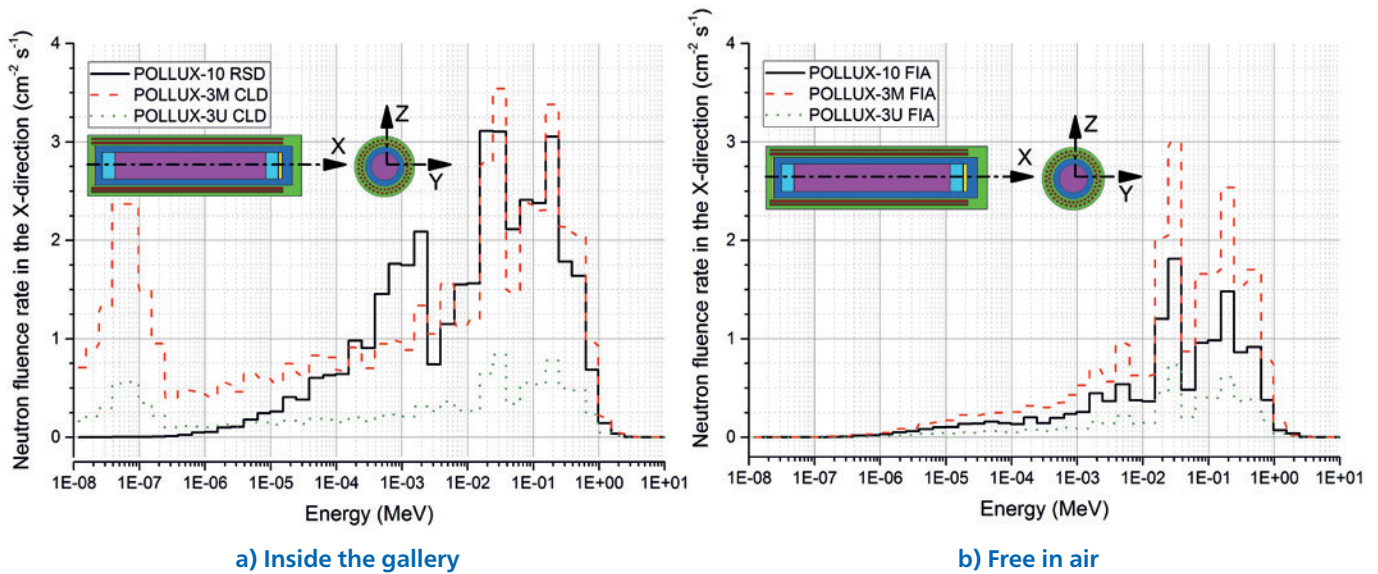 Neutron fluence rate in the X-direction (cm⁻² s⁻¹)
4
3
2
1
0
POLLUX-10 RSD
POLLUX-3M CLD
POLLUX-3U CLD
X
Z
Y
1E-08 1E-07 1E-06 1E-05 1E-04 1E-03 1E-02 1E-01 1E+00 1E+01
Energy (MeV)
a) Inside the gallery
Neutron fluence rate in the X-direction (cm⁻² s⁻¹)
4
3
2
1
0
POLLUX-10 FIA
POLLUX-3M FIA
POLLUX-3U FIA
X
Z
Y
1E-08 1E-07 1E-06 1E-05 1E-04 1E-03 1E-02 1E-01 1E+00 1E+01
Energy (MeV)
b) Free in air